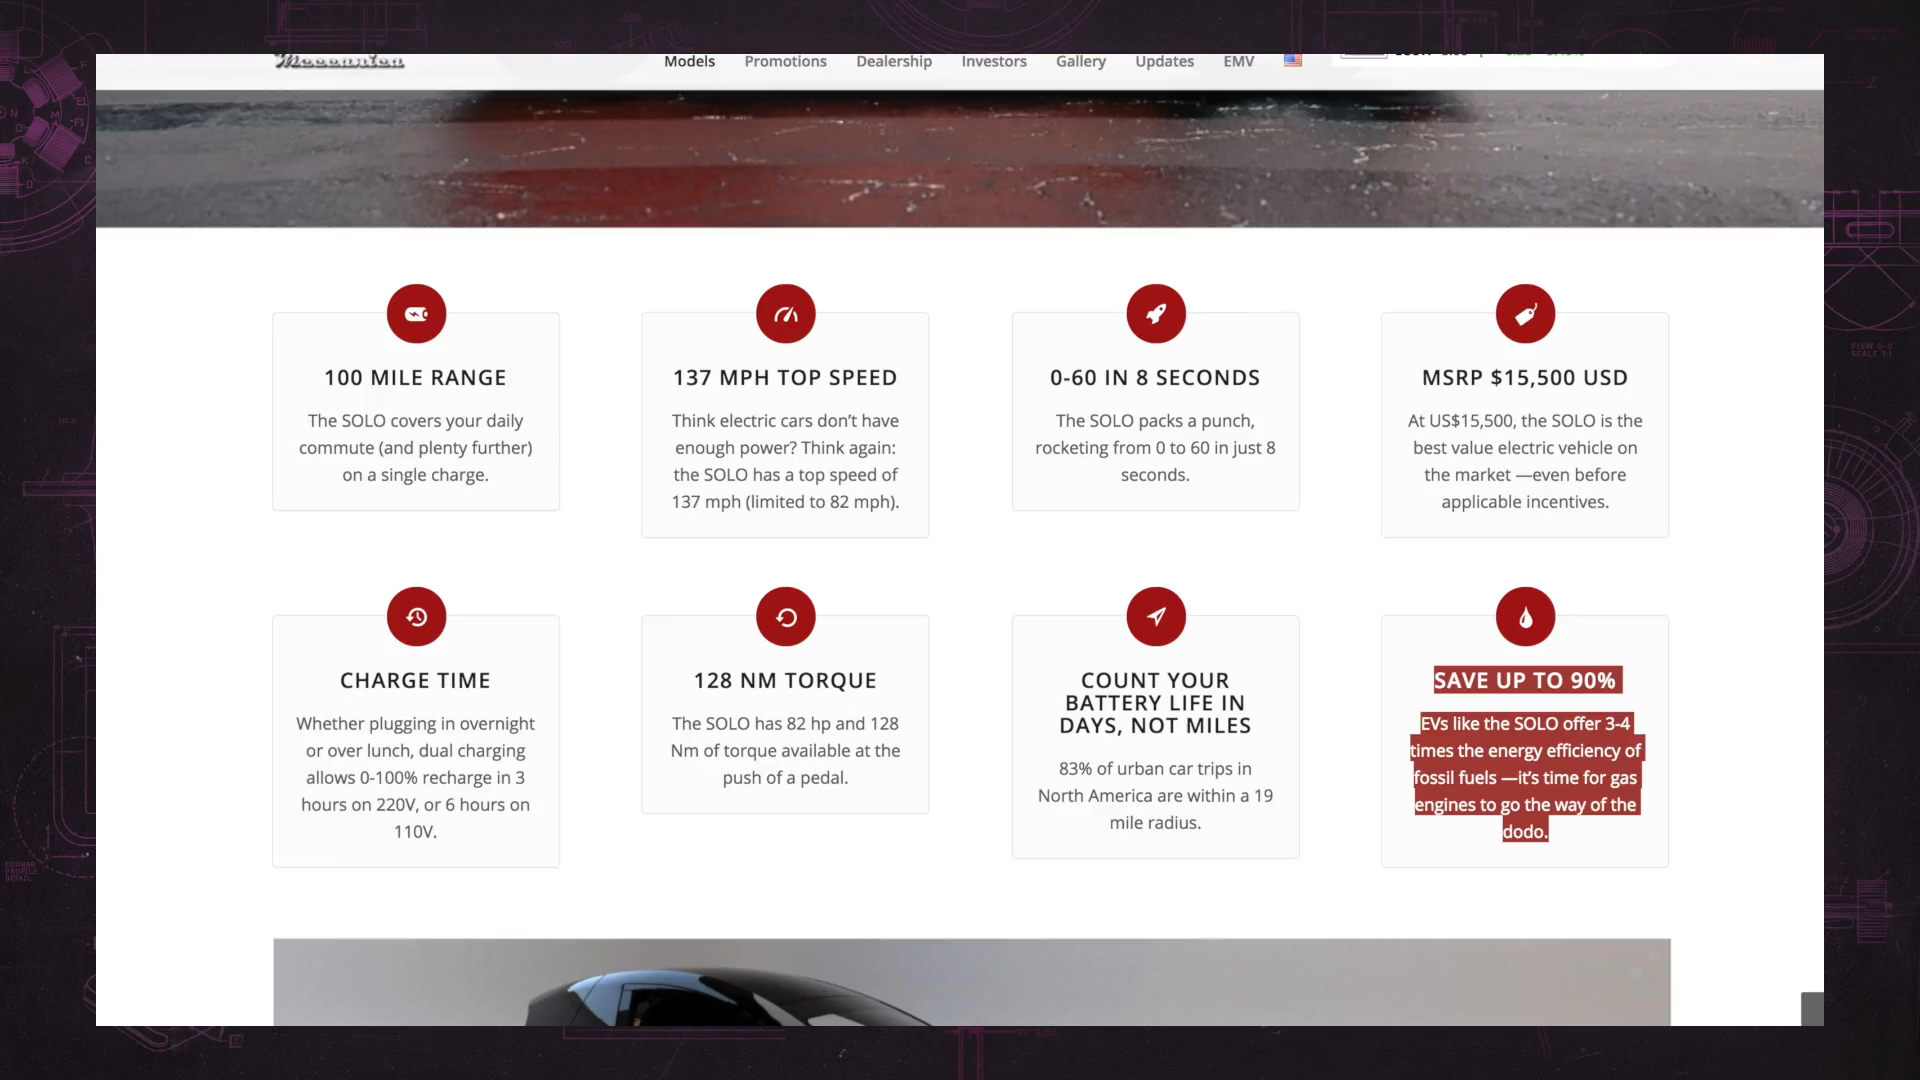 Meccanica
Models Promotions Dealership Investors Gallery Updates EMV
100 MILE RANGE
The SOLO covers your daily
commute (and plenty further)
on a single charge.
137 MPH TOP SPEED
Think electric cars don’t have
enough power? Think again:
the SOLO has a top speed of
137 mph (limited to 82 mph).
0-60 IN 8 SECONDS
The SOLO packs a punch,
rocketing from 0 to 60 in just 8
seconds.
MSRP $15,500 USD
At US$15,500, the SOLO is the
best value electric vehicle on
the market —even before
applicable incentives.
CHARGE TIME
Whether plugging in overnight
or over lunch, dual charging
allows 0-100% recharge in 3
hours on 220V, or 6 hours on
110V.
128 NM TORQUE
The SOLO has 82 hp and 128
Nm of torque available at the
push of a pedal.
COUNT YOUR
BATTERY LIFE IN
DAYS, NOT MILES
83% of urban car trips in
North America are within a 19
mile radius.
SAVE UP TO 90%
EVs like the SOLO offer 3-4
times the energy efficiency of
fossil fuels —it’s time for gas
engines to go the way of the
dodo.
VIEW D-D
SCALE 3:1
CORNER
PROFILE
DETAIL